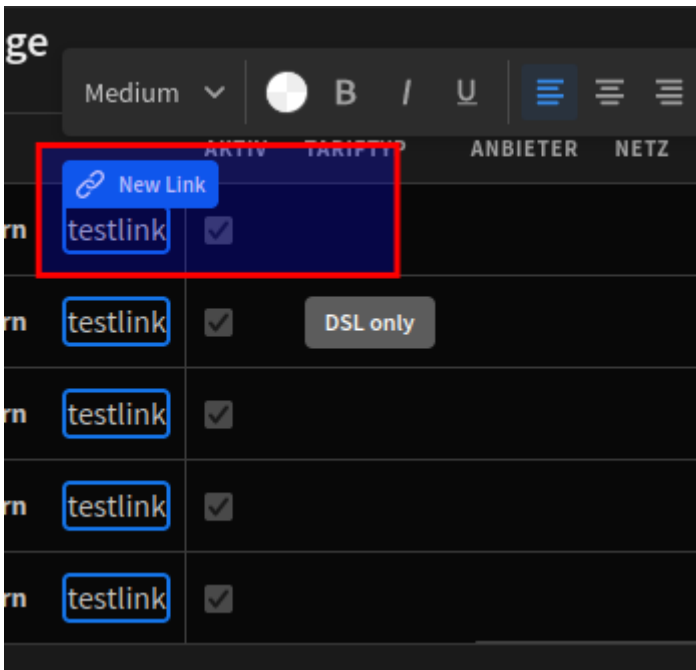 ge
Medium B I U
AKTIV TARIFTYP ANBIETER NETZ
New Link
rn testlink
rn testlink DSL only
rn testlink
rn testlink
rn testlink